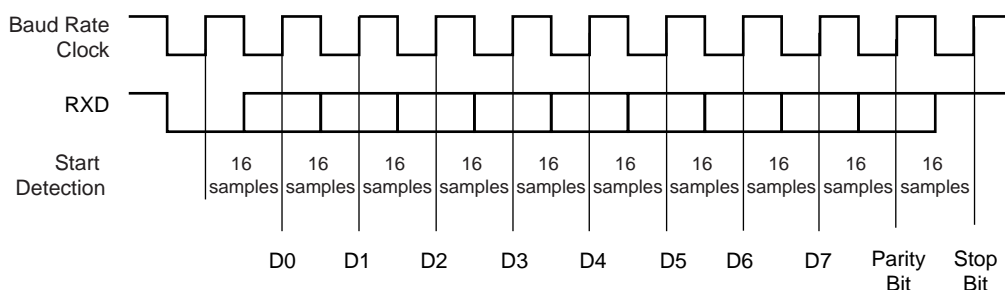 Baud Rate
Clock
RXD
Start
Detection
16 16 16 16 16 16 16 16 16 16
samples samples samples samples samples samples samples samples samples samples
D0 D1 D2 D3 D4 D5 D6 D7 Parity Stop
Bit Bit